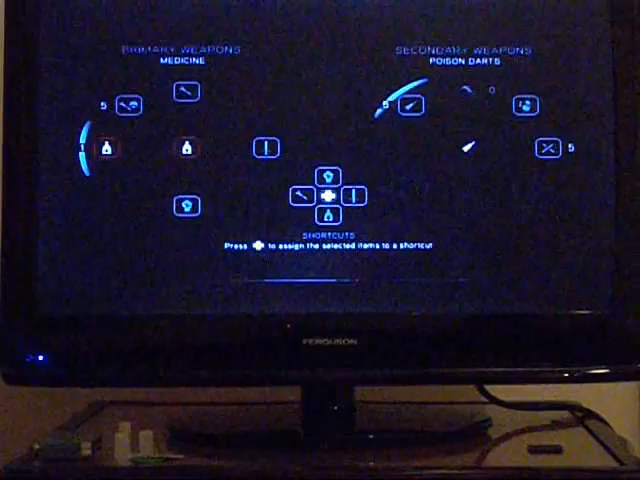 PRIMARY WEAPONS
MEDICINE
SECONDARY WEAPONS
POISON DARTS
5
5
0
1
5
SHORTCUTS
Press to assign the selected items to a shortcut
FERGUSON